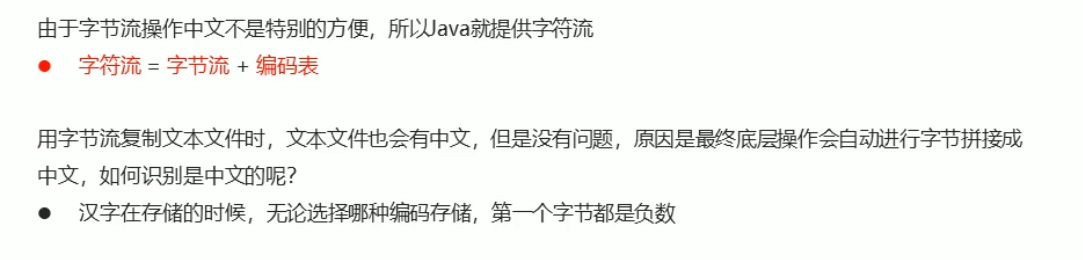 由于字节流操作中文不是特别的方便，所以Java就提供字符流
● 字符流 = 字节流 + 编码表
用字节流复制文本文件时，文本文件也会有中文，但是没有问题，原因是最终底层操作会自动进行字节拼接成
中文，如何识别是中文的呢？
● 汉字在存储的时候，无论选择哪种编码存储，第一个字节都是负数